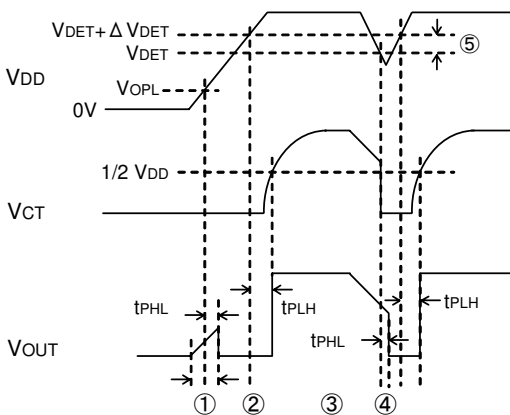 VDET+ Δ VDET
VDET
⑤
VDD
VOPL
0V
1/2 VDD
VCT
tPHL
tPLH
tPHL
tPLH
VOUT
① ② ③ ④